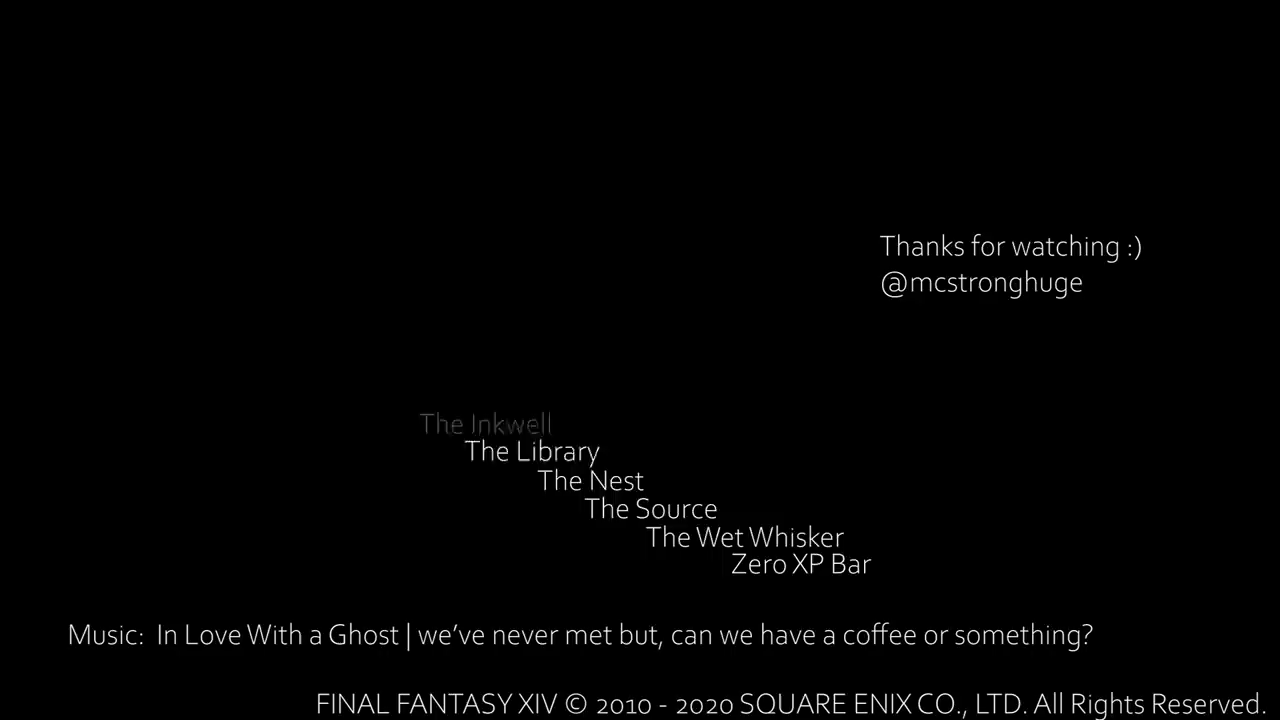 Thanks for watching :)
@mcstronghuge
The Inkwell
The Library
The Nest
The Source
The Wet Whisker
Zero XP Bar
Music: In Love With a Ghost | we've never met but, can we have a coffee or something?
FINAL FANTASY XIV © 2010 - 2020 SQUARE ENIX CO., LTD. All Rights Reserved.